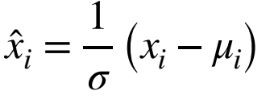 x̂ᵢ = 1/σ (xᵢ − μᵢ)